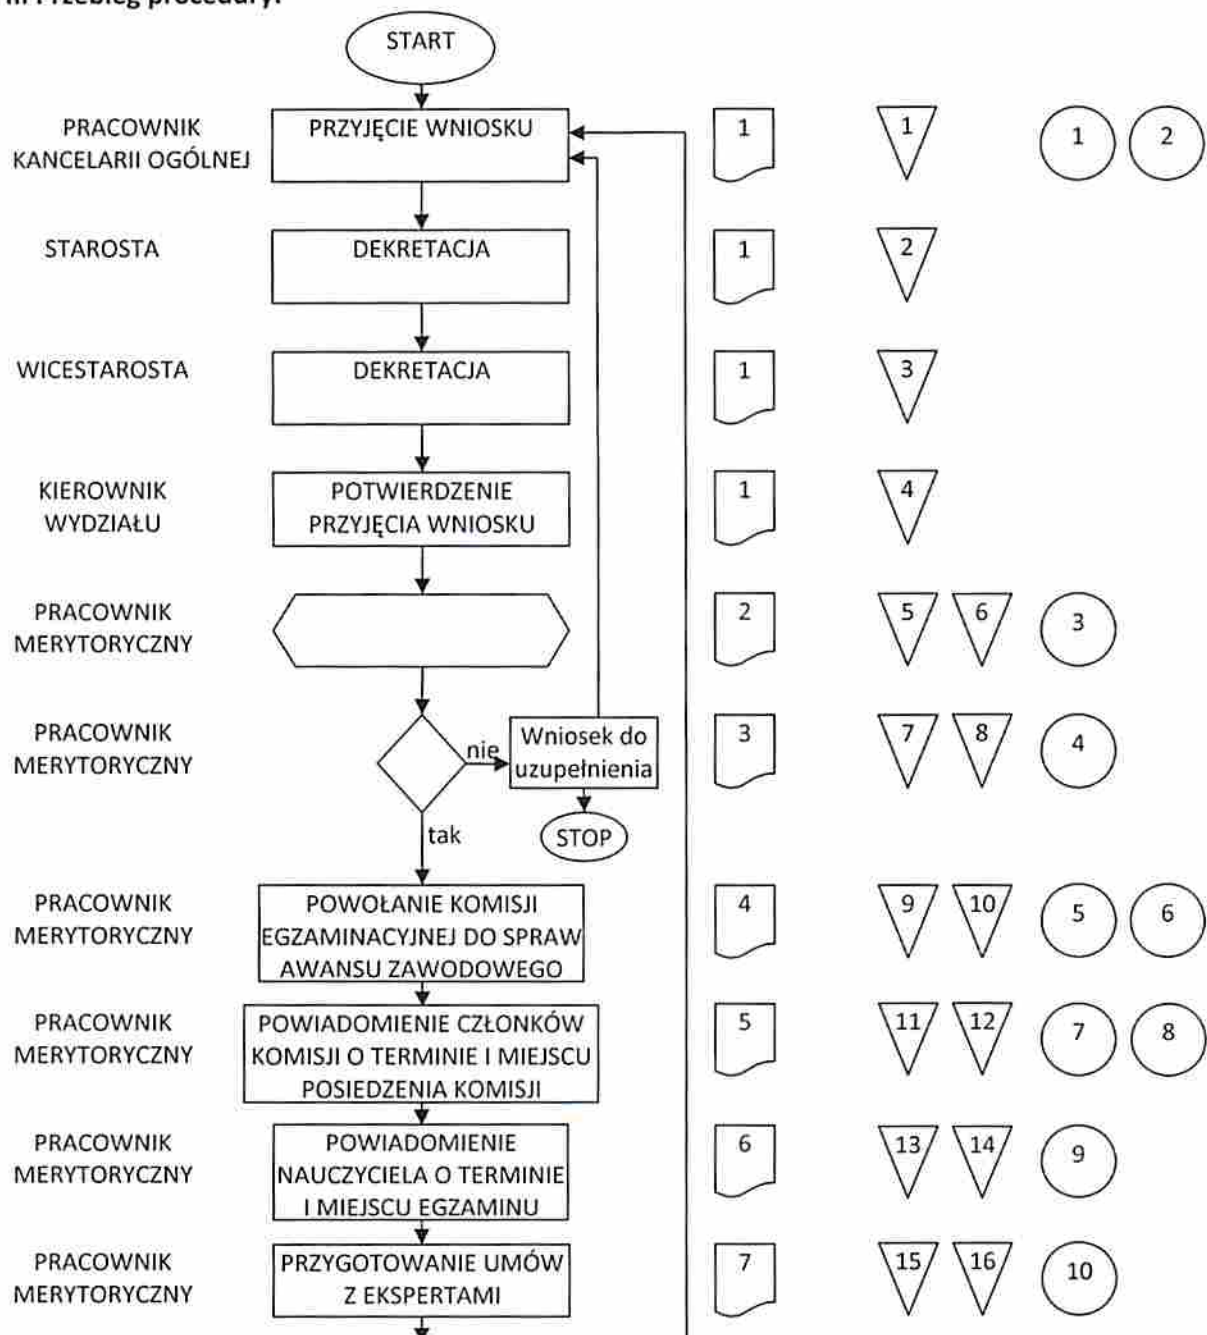 START
PRACOWNIK
KANCELARII OGÓLNEJ
PRZYJĘCIE WNIOSKU
1
1
1
2
STAROSTA
DEKRETACJA
1
2
WICESTAROSTA
DEKRETACJA
1
3
KIEROWNIK
WYDZIAŁU
POTWIERDZENIE
PRZYJĘCIA WNIOSKU
1
4
PRACOWNIK
MERYTORYCZNY
2
5
6
3
PRACOWNIK
MERYTORYCZNY
nie
Wniosek do
uzupełnienia
3
7
8
4
tak
STOP
PRACOWNIK
MERYTORYCZNY
POWOŁANIE KOMISJI
EGZAMINACYJNEJ DO SPRAW
AWANSU ZAWODOWEGO
4
9
10
5
6
PRACOWNIK
MERYTORYCZNY
POWIADOMIENIE CZŁONKÓW
KOMISJI O TERMINIE I MIEJSCU
POSIEDZENIA KOMISJI
5
11
12
7
8
PRACOWNIK
MERYTORYCZNY
POWIADOMIENIE
NAUCZYCIELA O TERMINIE
I MIEJSCU EGZAMINU
6
13
14
9
PRACOWNIK
MERYTORYCZNY
PRZYGOTOWANIE UMÓW
Z EKSPERTAMI
7
15
16
10